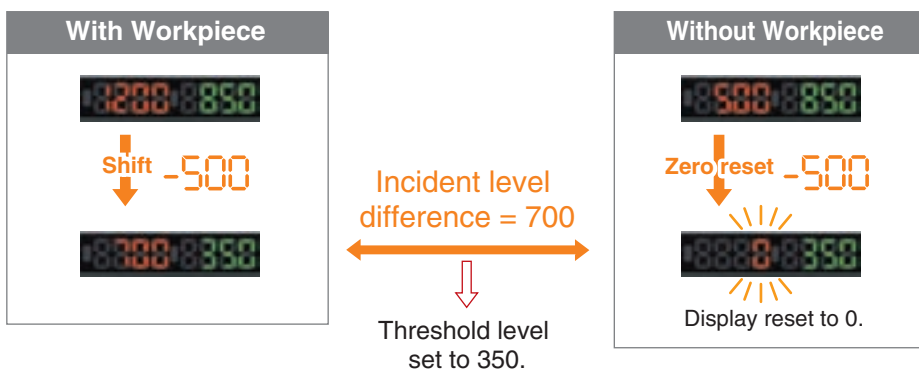 With Workpiece
1200 850
Shift -500
700 350
Incident level
difference = 700
Threshold level
set to 350.
Without Workpiece
500 850
Zero reset -500
0 350
Display reset to 0.